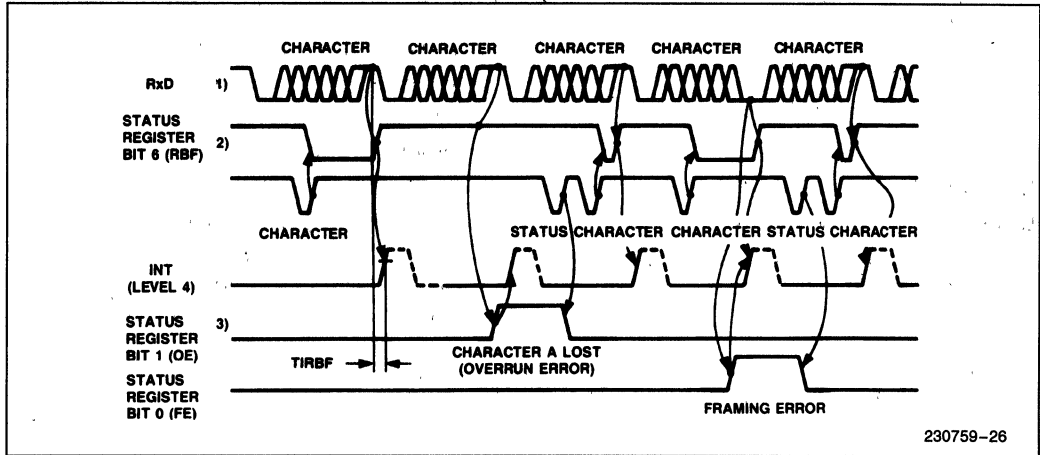 CHARACTER CHARACTER CHARACTER CHARACTER CHARACTER
RxD 1)
STATUS
REGISTER 2)
BIT 6 (RBF)
CHARACTER STATUS CHARACTER CHARACTER STATUS CHARACTER
INT
(LEVEL 4)
STATUS 3)
REGISTER
BIT 1 (OE)
TIRBF
CHARACTER A LOST
(OVERRUN ERROR)
STATUS
REGISTER
BIT 0 (FE)
FRAMING ERROR
230759-26